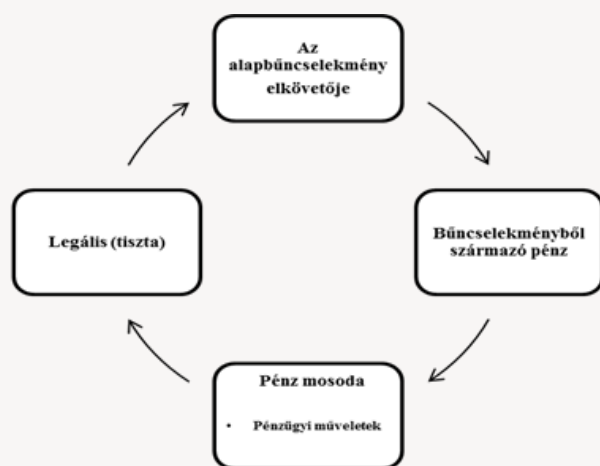 Az
alapbűncselekmény
elkövetője
Bűncselekményből
származó pénz
Pénz mosoda
• Pénzügyi műveletek
Legális (tiszta)